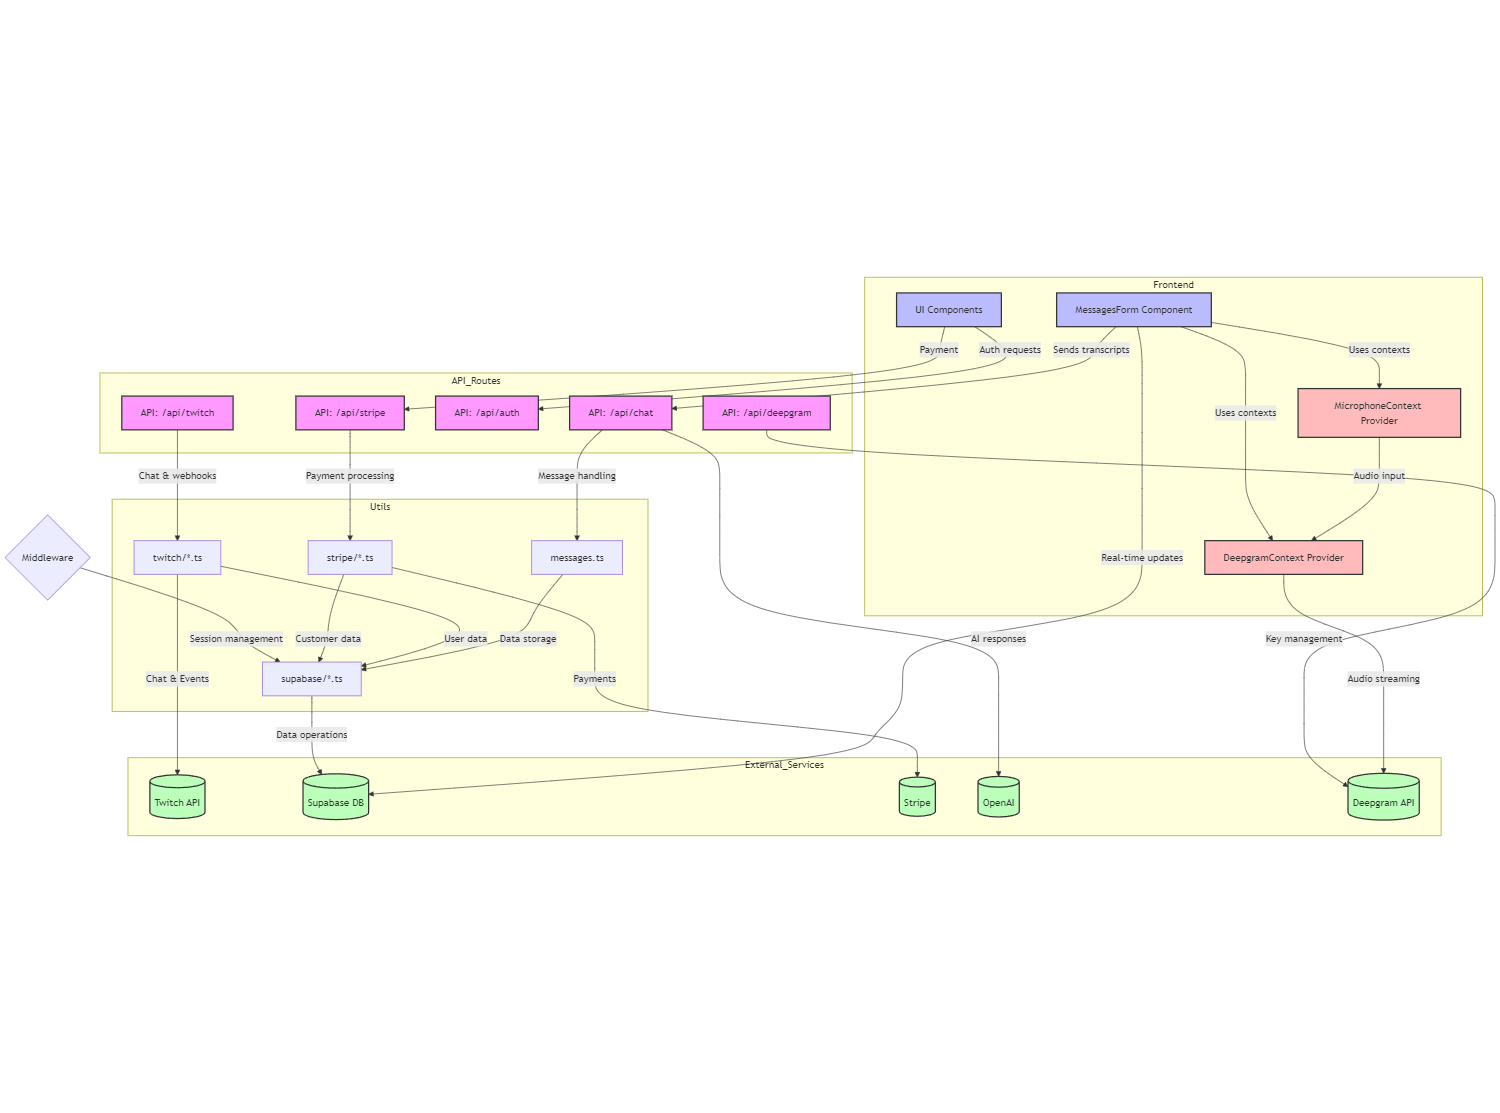 Frontend
UI Components
MessagesForm Component
Payment
Auth requests
Sends transcripts
Uses contexts
API_Routes
API: /api/twitch
API: /api/stripe
API: /api/auth
API: /api/chat
API: /api/deepgram
Uses contexts
MicrophoneContext
Provider
Chat & webhooks
Payment processing
Message handling
Audio input
Utils
Middleware
twitch/*.ts
stripe/*.ts
messages.ts
Real-time updates
DeepgramContext Provider
Session management
Customer data
User data
Data storage
AI responses
Key management
Chat & Events
supabase/*.ts
Payments
Audio streaming
Data operations
External_Services
Twitch API
Supabase DB
Stripe
OpenAI
Deepgram API